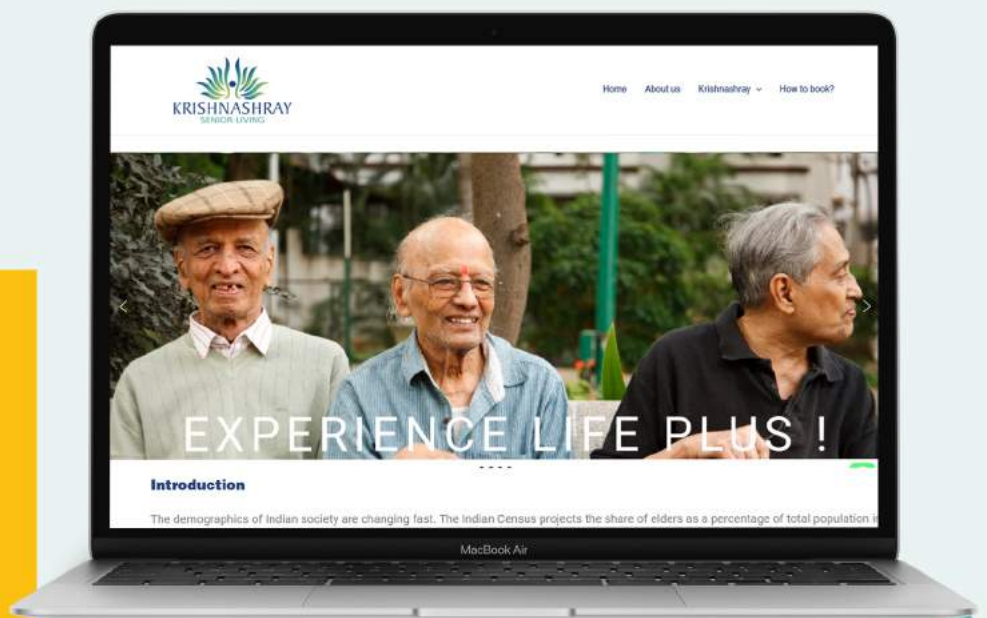 KRISHNASHRAY
SENIOR LIVING
Home About us Krishnashray How to book?
EXPERIENCE LIFE PLUS !
Introduction
The demographics of Indian society are changing fast. The Indian Census projects the share of elders as a percentage of total population
MacBook Air